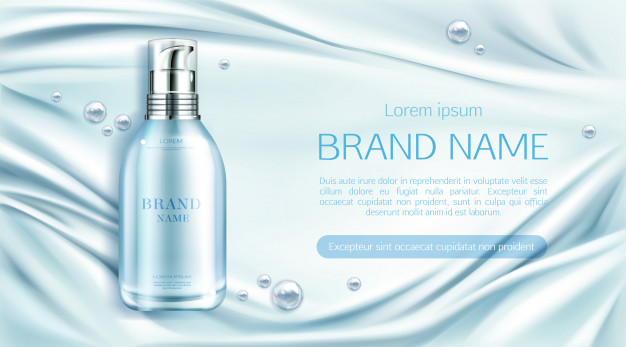 LOREM
BRAND
NAME
Lorem ipsum
BRAND NAME
Duis aute irure dolor in reprehenderit in voluptate velit
esse cillum dolore eu fugiat nulla pariatur. Excepteur
sint occaecat cupidatat non proident, sunt in culpa qui
officia deserunt mollit anim id est laborum.
Excepteur sint occaecat cupidatat non proident